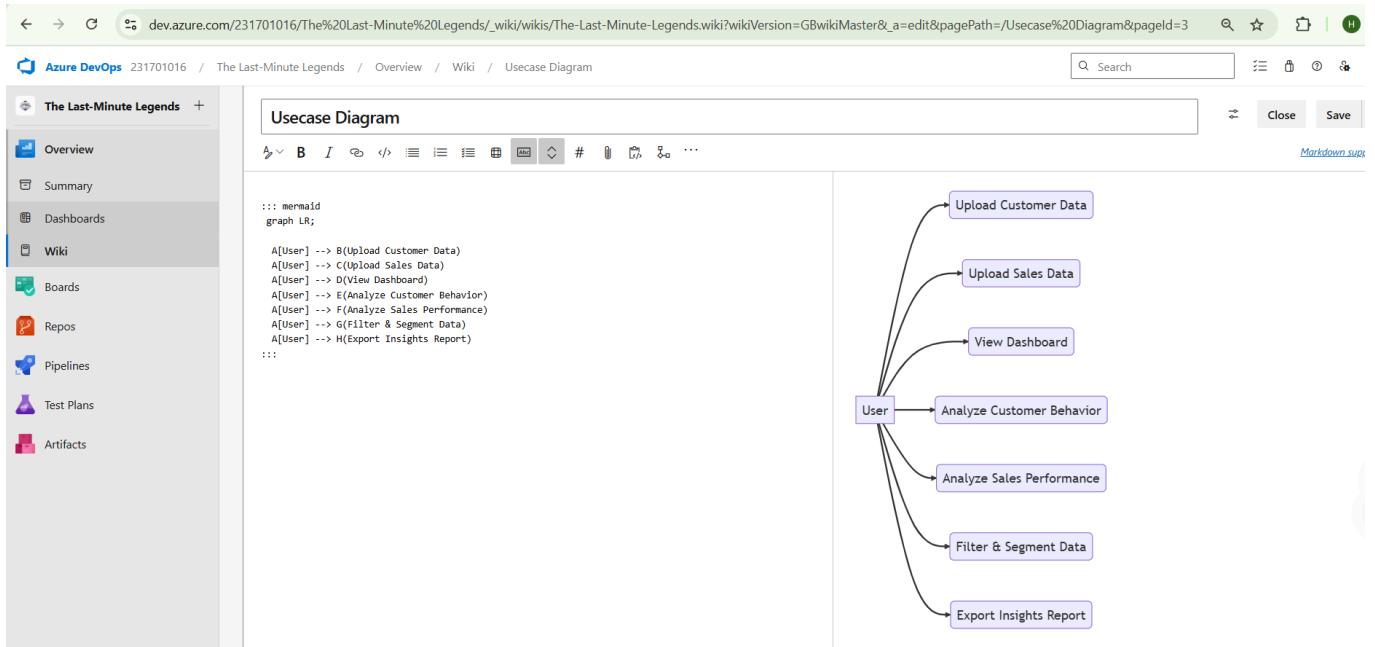 dev.azure.com/231701016/The%20Last-Minute%20Legends/_wiki/wikis/The-Last-Minute-Legends.wiki?wikiVersion=GBwikiMaster&_a=edit&pagePath=/Usecase%20Diagram&pageId=3
H
Azure DevOps 231701016 / The Last-Minute Legends / Overview / Wiki / Usecase Diagram
Search
The Last-Minute Legends +
Overview
Summary
Dashboards
Wiki
Boards
Repos
Pipelines
Test Plans
Artifacts
Usecase Diagram
Close
Save
B I </> Abc # ...
Markdown supp
::: mermaid
graph LR;
A[User] --> B(Upload Customer Data)
A[User] --> C(Upload Sales Data)
A[User] --> D(View Dashboard)
A[User] --> E(Analyze Customer Behavior)
A[User] --> F(Analyze Sales Performance)
A[User] --> G(Filter & Segment Data)
A[User] --> H(Export Insights Report)
:::
User
Upload Customer Data
Upload Sales Data
View Dashboard
Analyze Customer Behavior
Analyze Sales Performance
Filter & Segment Data
Export Insights Report